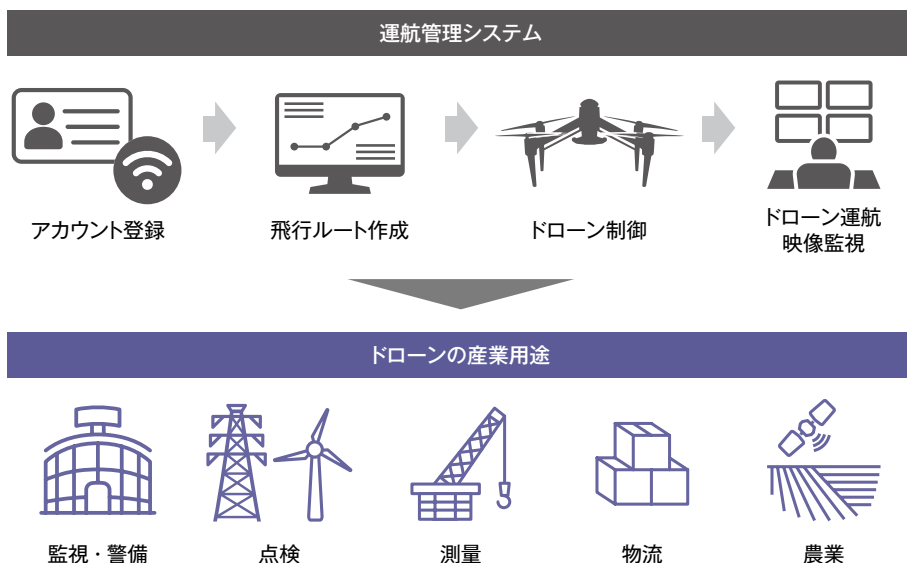 運航管理システム
アカウント登録
飛行ルート作成
ドローン制御
ドローン運航
映像監視
ドローンの産業用途
監視・警備
点検
測量
物流
農業